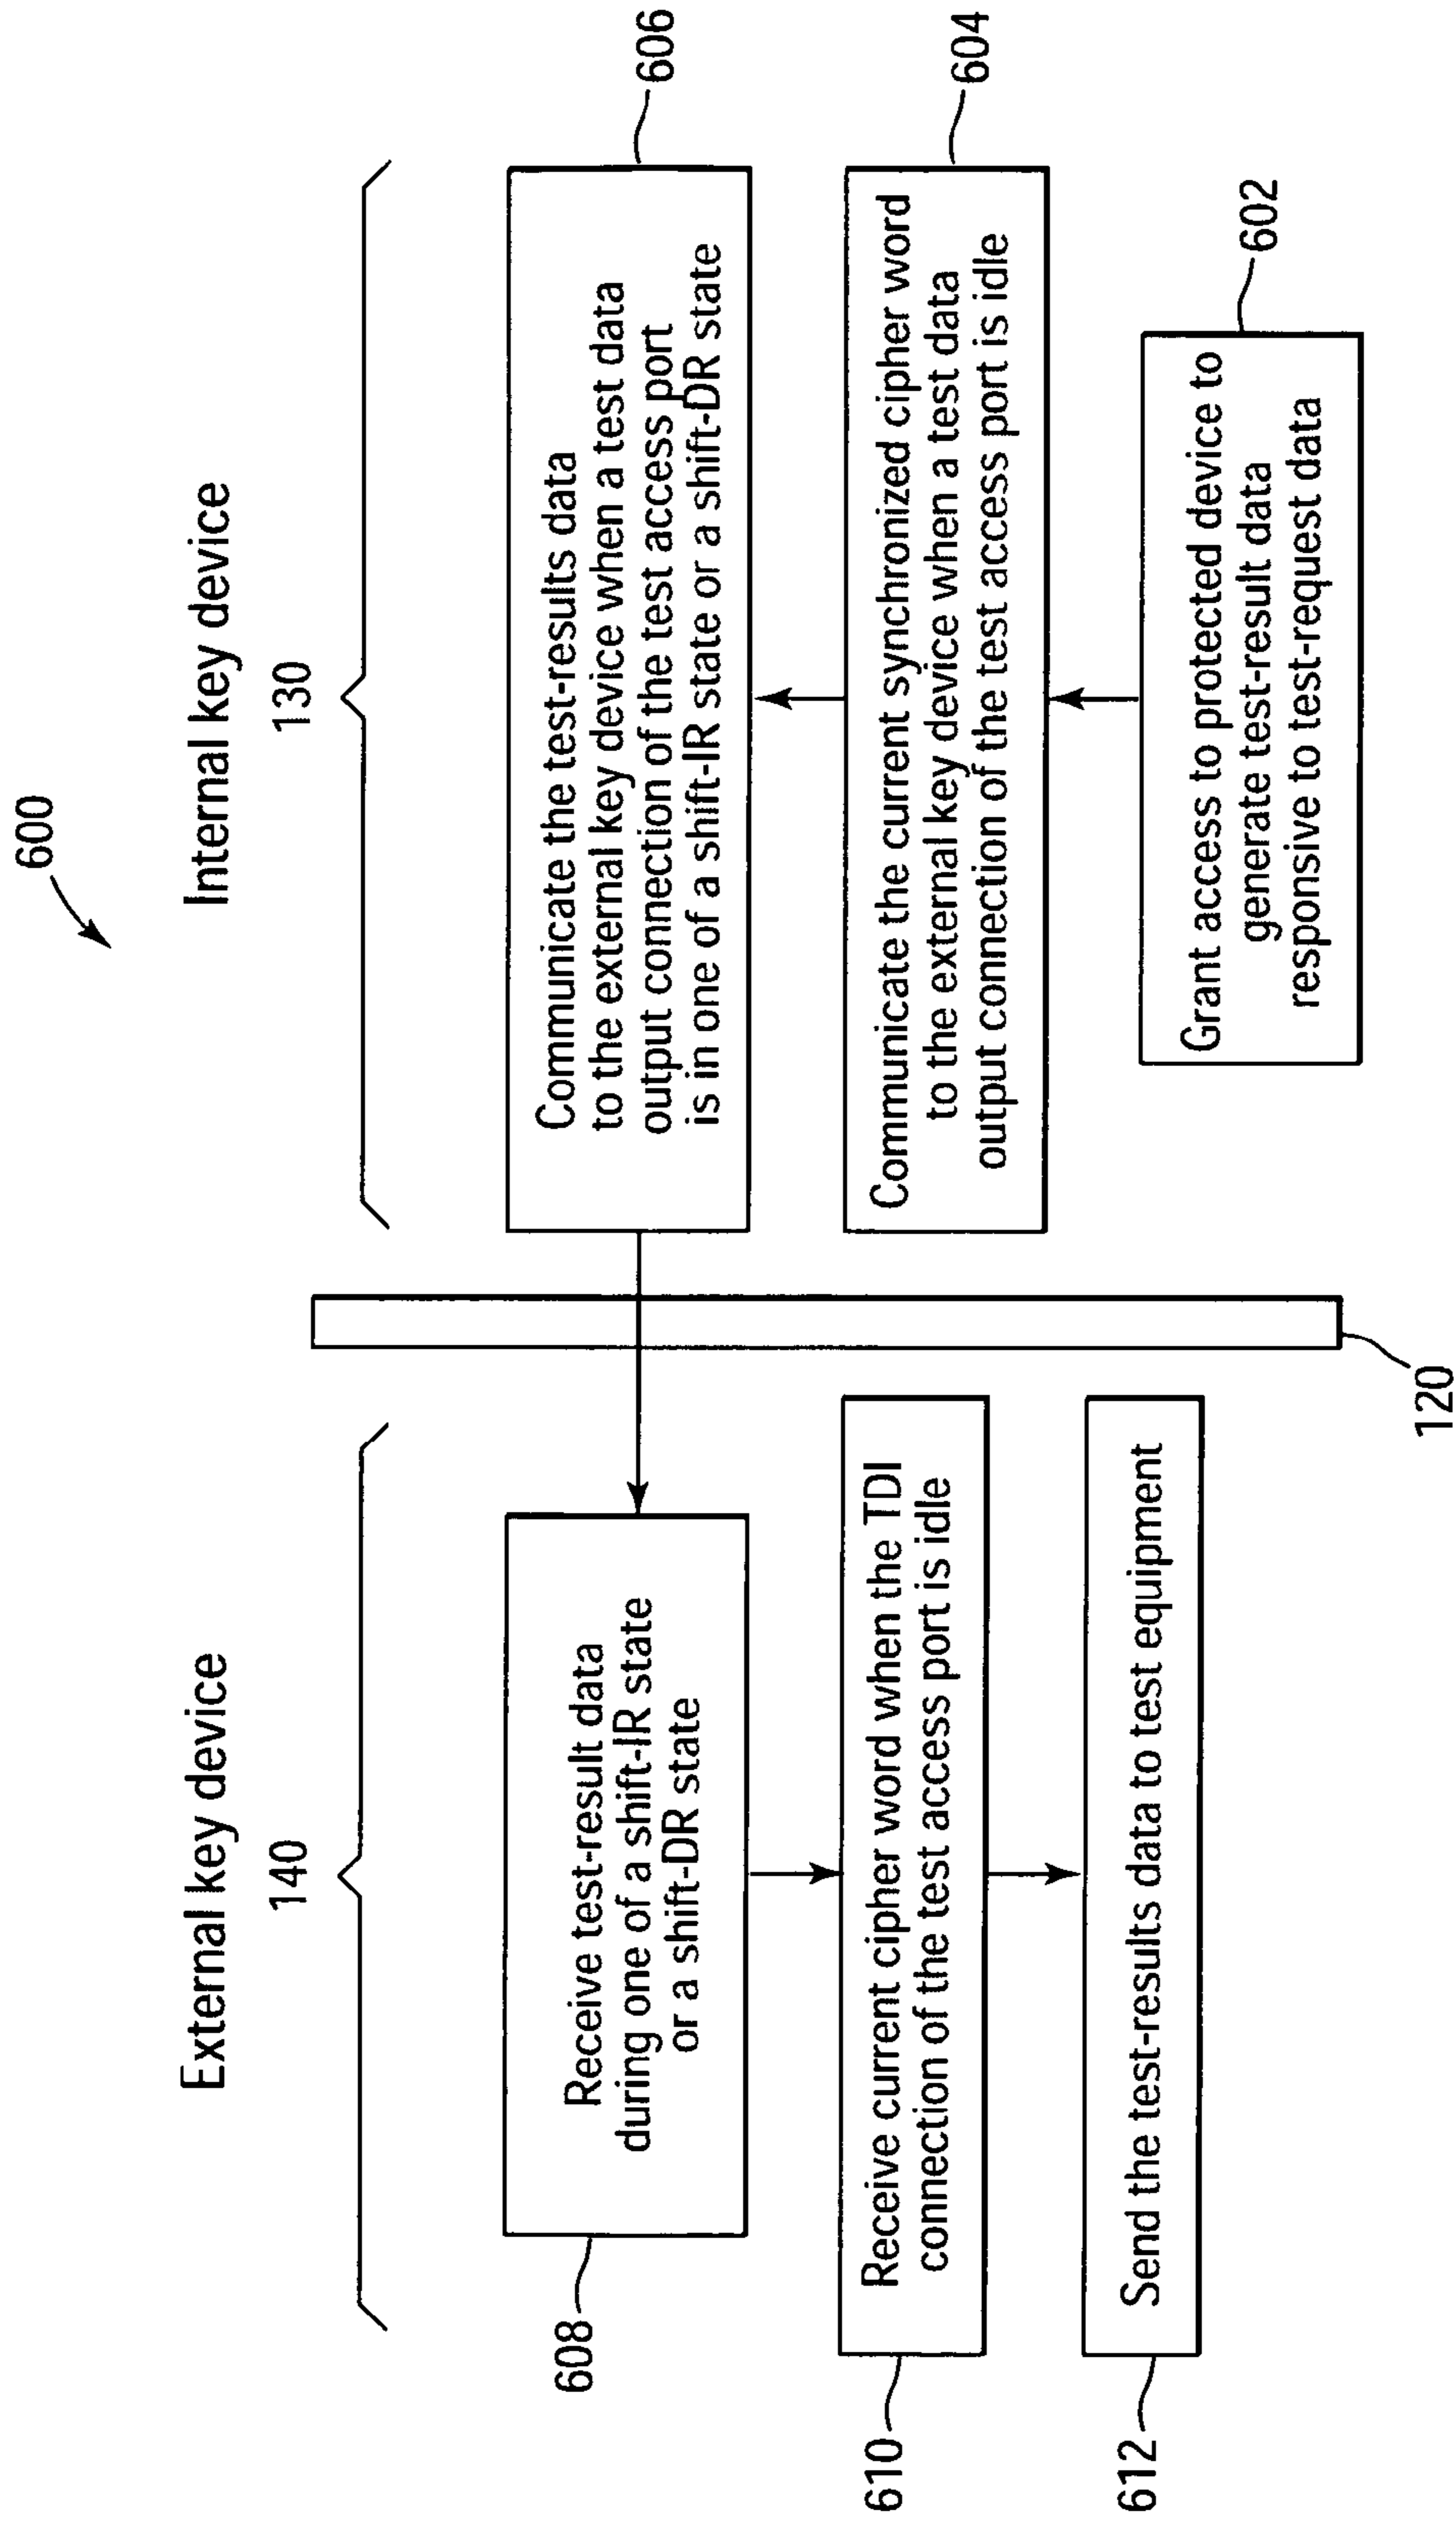 600
External key device
140
Internal key device
130
Receive test-result data
during one of a shift-IR state
or a shift-DR state
608
Communicate the test-results data
to the external key device when a test data
output connection of the test access port
is in one of a shift-IR state or a shift-DR state
606
Receive current cipher word when the TDI
connection of the test access port is idle
610
Communicate the current synchronized cipher word
to the external key device when a test data
output connection of the test access port is idle
604
Send the test-results data to test equipment
612
120
Grant access to protected device to
generate test-result data
responsive to test-request data
602